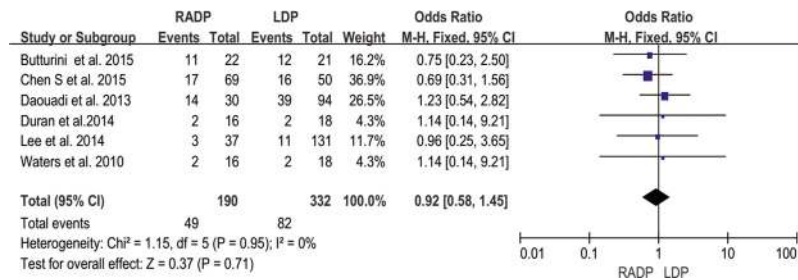 RADP LDP Odds Ratio Odds Ratio
Study or Subgroup Events Total Events Total Weight M-H, Fixed, 95% CI M-H, Fixed, 95% CI
Butturini et al. 2015 11 22 12 21 16.2% 0.75 [0.23, 2.50]
Chen S et al. 2015 17 69 16 50 36.9% 0.69 [0.31, 1.56]
Daouadi et al. 2013 14 30 39 94 26.5% 1.23 [0.54, 2.82]
Duran et al.2014 2 16 2 18 4.3% 1.14 [0.14, 9.21]
Lee et al. 2014 3 37 11 131 11.7% 0.96 [0.25, 3.65]
Waters et al. 2010 2 16 2 18 4.3% 1.14 [0.14, 9.21]
Total (95% CI) 190 332 100.0% 0.92 [0.58, 1.45]
Total events 49 82
Heterogeneity: Chi² = 1.15, df = 5 (P = 0.95); I² = 0%
Test for overall effect: Z = 0.37 (P = 0.71)
0.01 0.1 1 10 100
RADP LDP